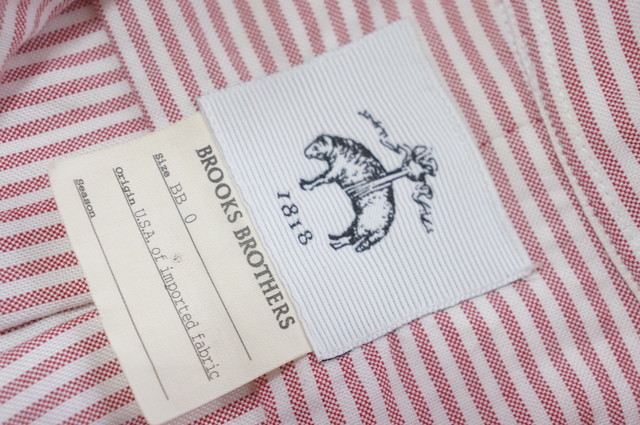 BROOKS BROTHERS
Size BB 0
Origin U.S.A. of imported fabric
Season
1818